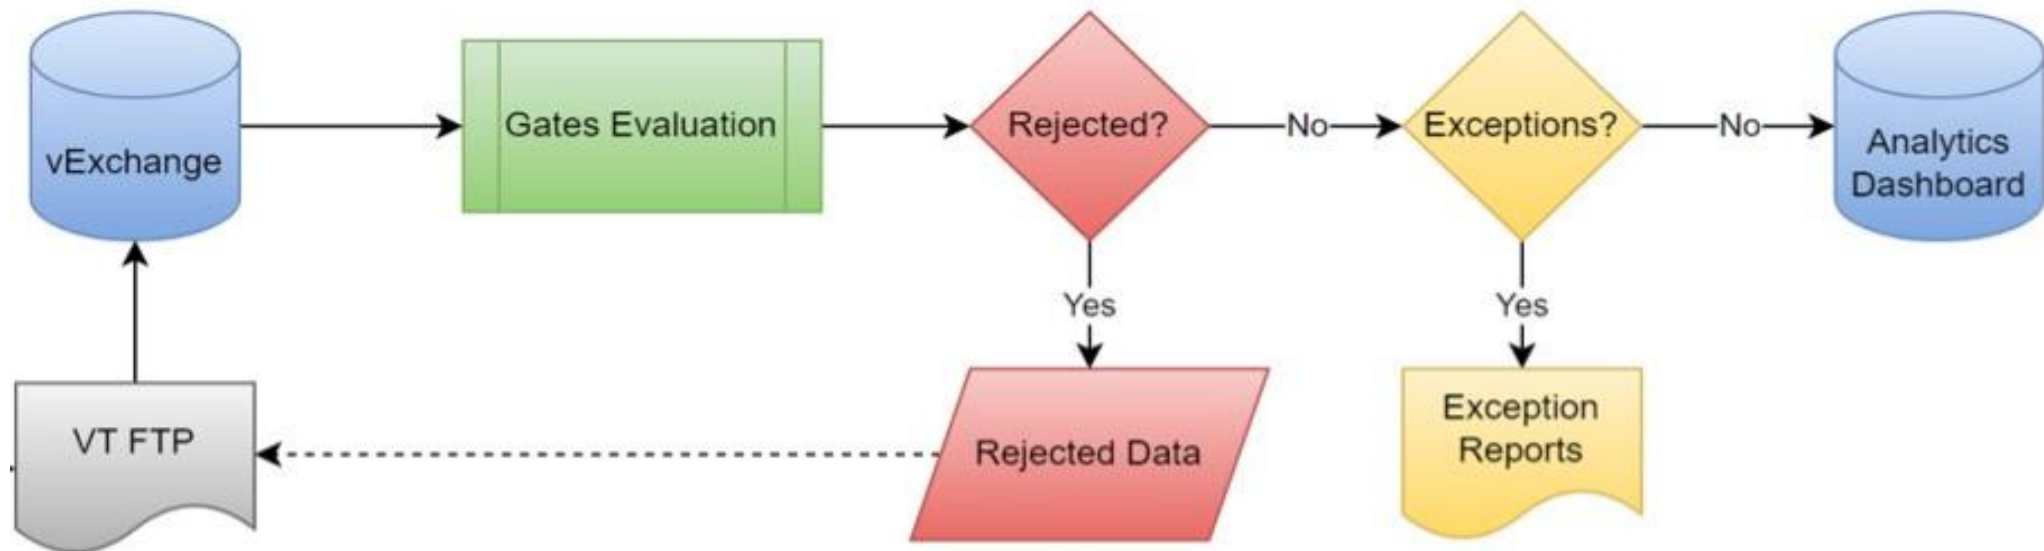 vExchange
Gates Evaluation
Rejected?
No
Exceptions?
No
Analytics
Dashboard
Yes
Yes
VT FTP
Rejected Data
Exception
Reports